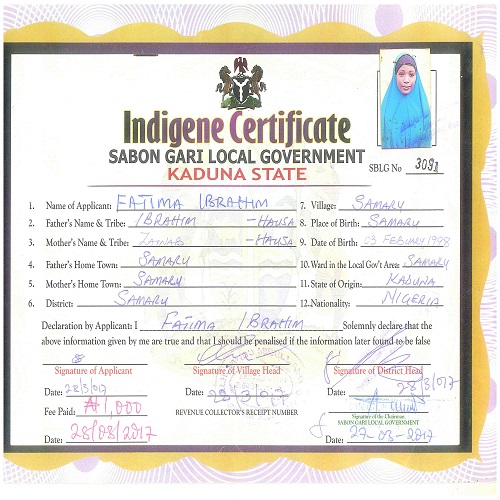 Indigene Certificate
SABON GARI LOCAL GOVERNMENT
KADUNA STATE
SBLG No 3091
1. Name of Applicant: FATIMA IBRAHIM
7. Village: SAMARU
2. Father's Name & Tribe: IBRAHIM - HAUSA
8. Place of Birth: SAMARU
3. Mother's Name & Tribe: ZAINAB - HAUSA
9. Date of Birth: 03 FEBUARY 1998
4. Father's Home Town: SAMARU
10. Ward in the Local Gov't Area: SAMARU
5. Mother's Home Town: SAMARU
11. State of Origin: KADUNA
6. District: SAMARU
12. Nationality: NIGERIA
Declaration by Applicant: I FATIMA IBRAHIM Solemnly declare that the
above information given by me are true and that I should be penalised if the information later found to be false
Signature of Applicant
Signature of Village Head
Signature of District Head
Date: 28/3/017
Date: 28/3/017
Date: 28/3/017
Fee Paid: ₦1,000
REVENUE COLLECTOR'S RECEIPT NUMBER
Signature of the Chairman
SABON GARI LOCAL GOVERNMENT
Date: 28/03/2017
Date: 27-03-2017